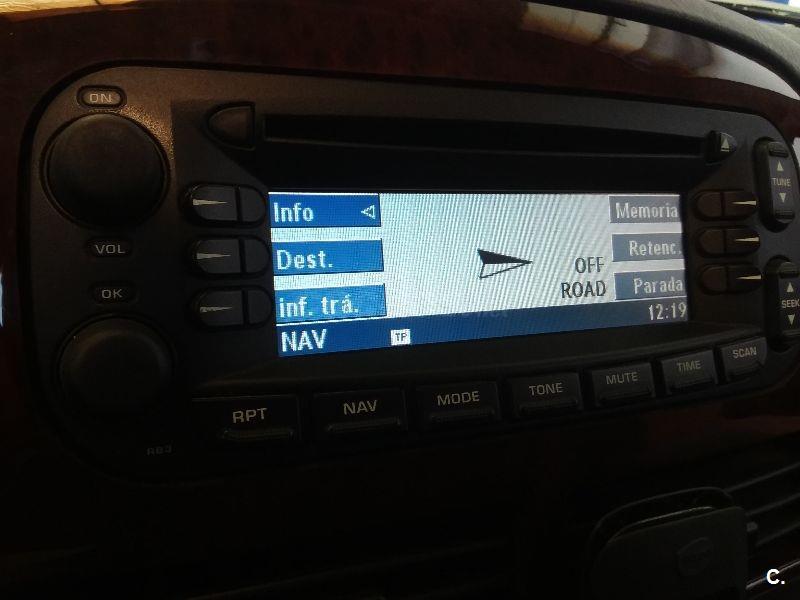 ON
VOL
OK
Info
Dest.
inf. trá.
NAV
TP
OFF
ROAD
Memoria
Retenc.
Parada
12:19
TUNE
SEEK
RPT
NAV
MODE
TONE
MUTE
TIME
SCAN
RB3
C.